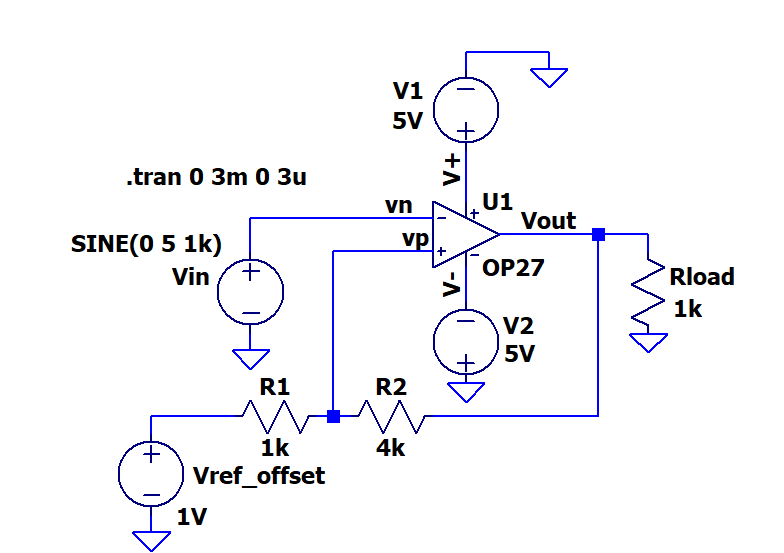 V1
5V
V+
.tran 0 3m 0 3u
vn
U1
Vout
SINE(0 5 1k)
vp
Vin
OP27
Rload
1k
V-
V2
5V
R1
R2
1k
4k
Vref_offset
1V